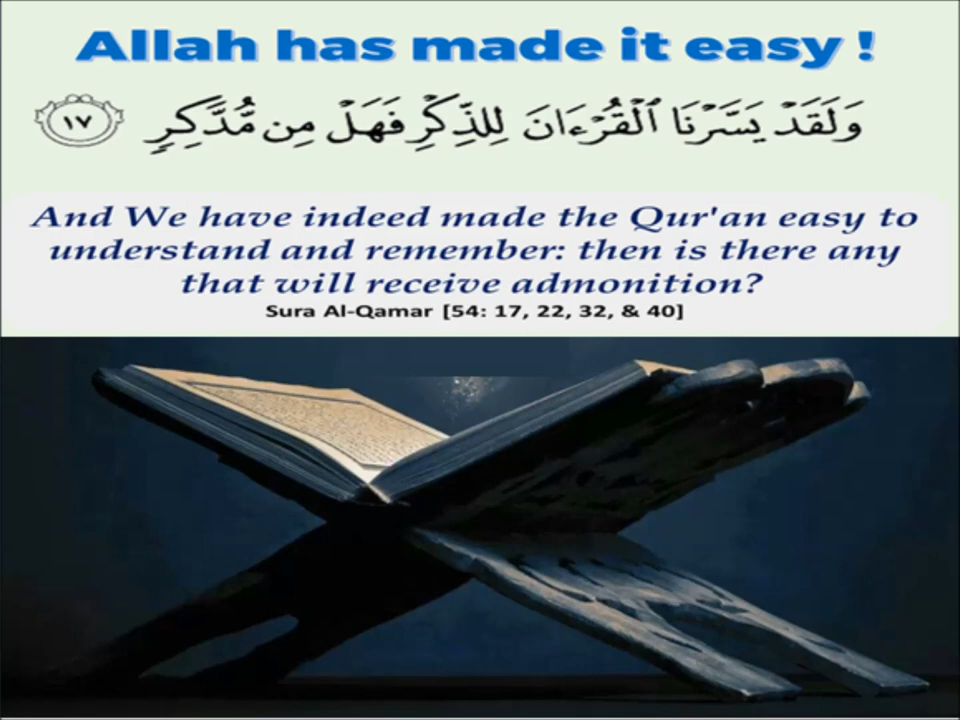 Allah has made it easy !
وَلَقَدْ يَسَّرْنَا ٱلْقُرْءَانَ لِلذِّكْرِ فَهَلْ مِن مُّدَّكِرٍ ١٧
And We have indeed made the Qur'an easy to
understand and remember: then is there any
that will receive admonition?
Sura Al-Qamar [54: 17, 22, 32, & 40]